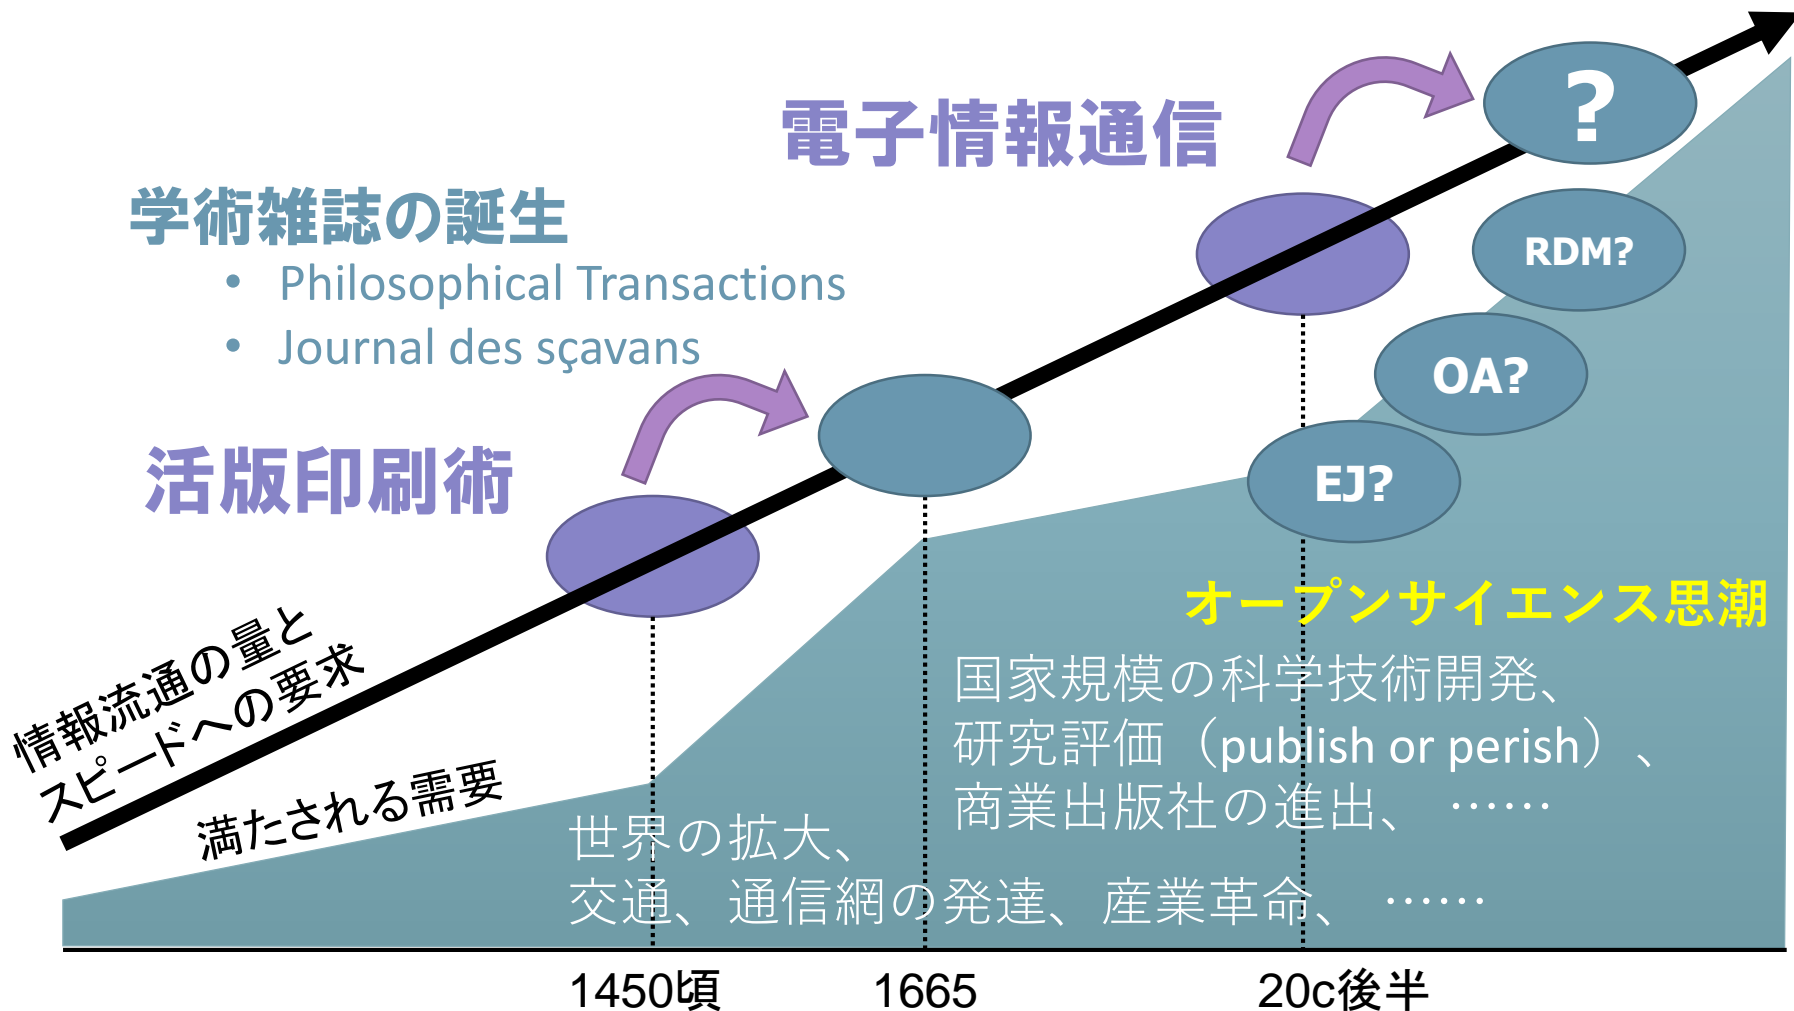 電子情報通信
?
学術雑誌の誕生
• Philosophical Transactions
• Journal des sçavans
RDM?
OA?
活版印刷術
EJ?
オープンサイエンス思潮
情報流通の量と
スピードへの要求
満たされる需要
国家規模の科学技術開発、
研究評価（publish or perish）、
商業出版社の進出、……
世界の拡大、
交通、通信網の発達、産業革命、……
1450頃
1665
20c後半